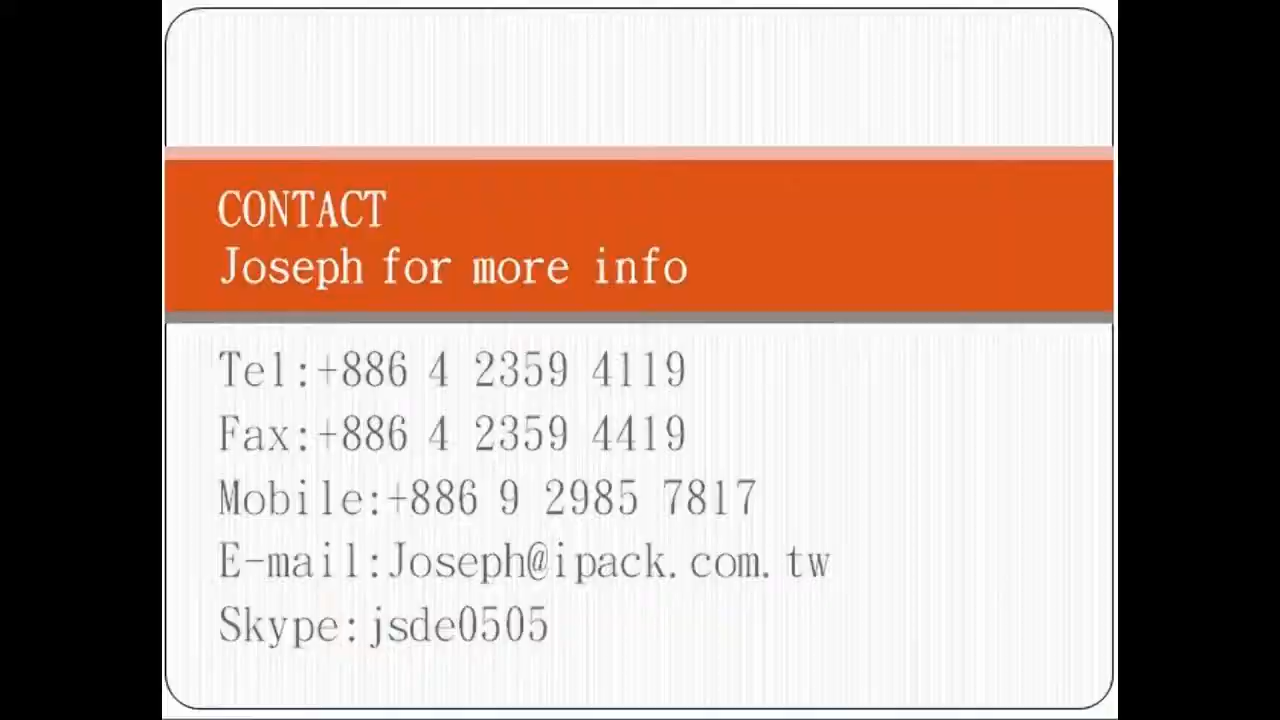 CONTACT
Joseph for more info
Tel:+886 4 2359 4119
Fax:+886 4 2359 4419
Mobile:+886 9 2985 7817
E-mail:Joseph@ipack.com.tw
Skype:jsde0505